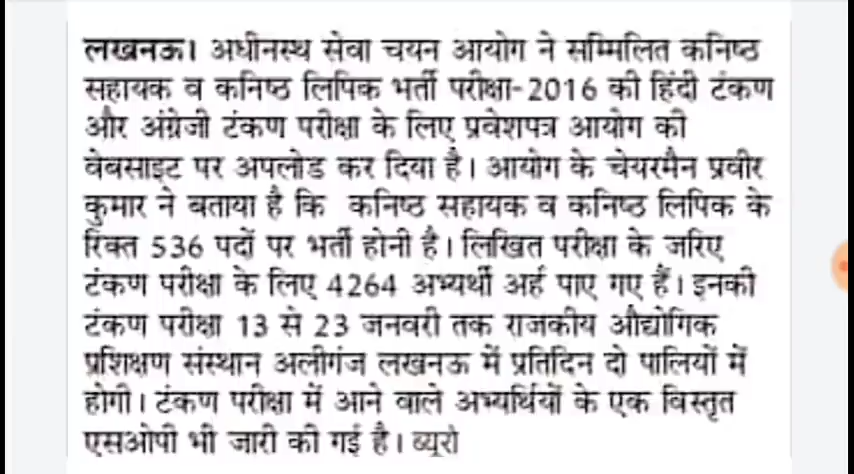 लखनऊ। अधीनस्थ सेवा चयन आयोग ने सम्मिलित कनिष्ठ
सहायक व कनिष्ठ लिपिक भर्ती परीक्षा-2016 की हिंदी टंकण
और अंग्रेजी टंकण परीक्षा के लिए प्रवेशपत्र आयोग की
वेबसाइट पर अपलोड कर दिया है। आयोग के चेयरमैन प्रवीर
कुमार ने बताया है कि कनिष्ठ सहायक व कनिष्ठ लिपिक के
रिक्त 536 पदों पर भर्ती होनी है। लिखित परीक्षा के जरिए
टंकण परीक्षा के लिए 4264 अभ्यर्थी अर्ह पाए गए हैं। इनकी
टंकण परीक्षा 13 से 23 जनवरी तक राजकीय औद्योगिक
प्रशिक्षण संस्थान अलीगंज लखनऊ में प्रतिदिन दो पालियों में
होगी। टंकण परीक्षा में आने वाले अभ्यर्थियों के एक विस्तृत
एसओपी भी जारी की गई है। ब्यूरो